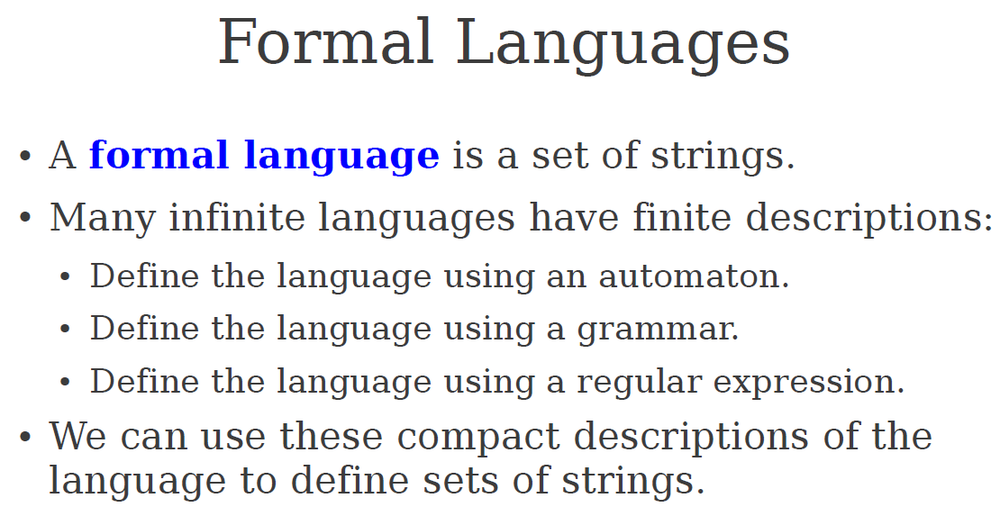 Formal Languages
• A formal language is a set of strings.
• Many infinite languages have finite descriptions:
• Define the language using an automaton.
• Define the language using a grammar.
• Define the language using a regular expression.
• We can use these compact descriptions of the
language to define sets of strings.